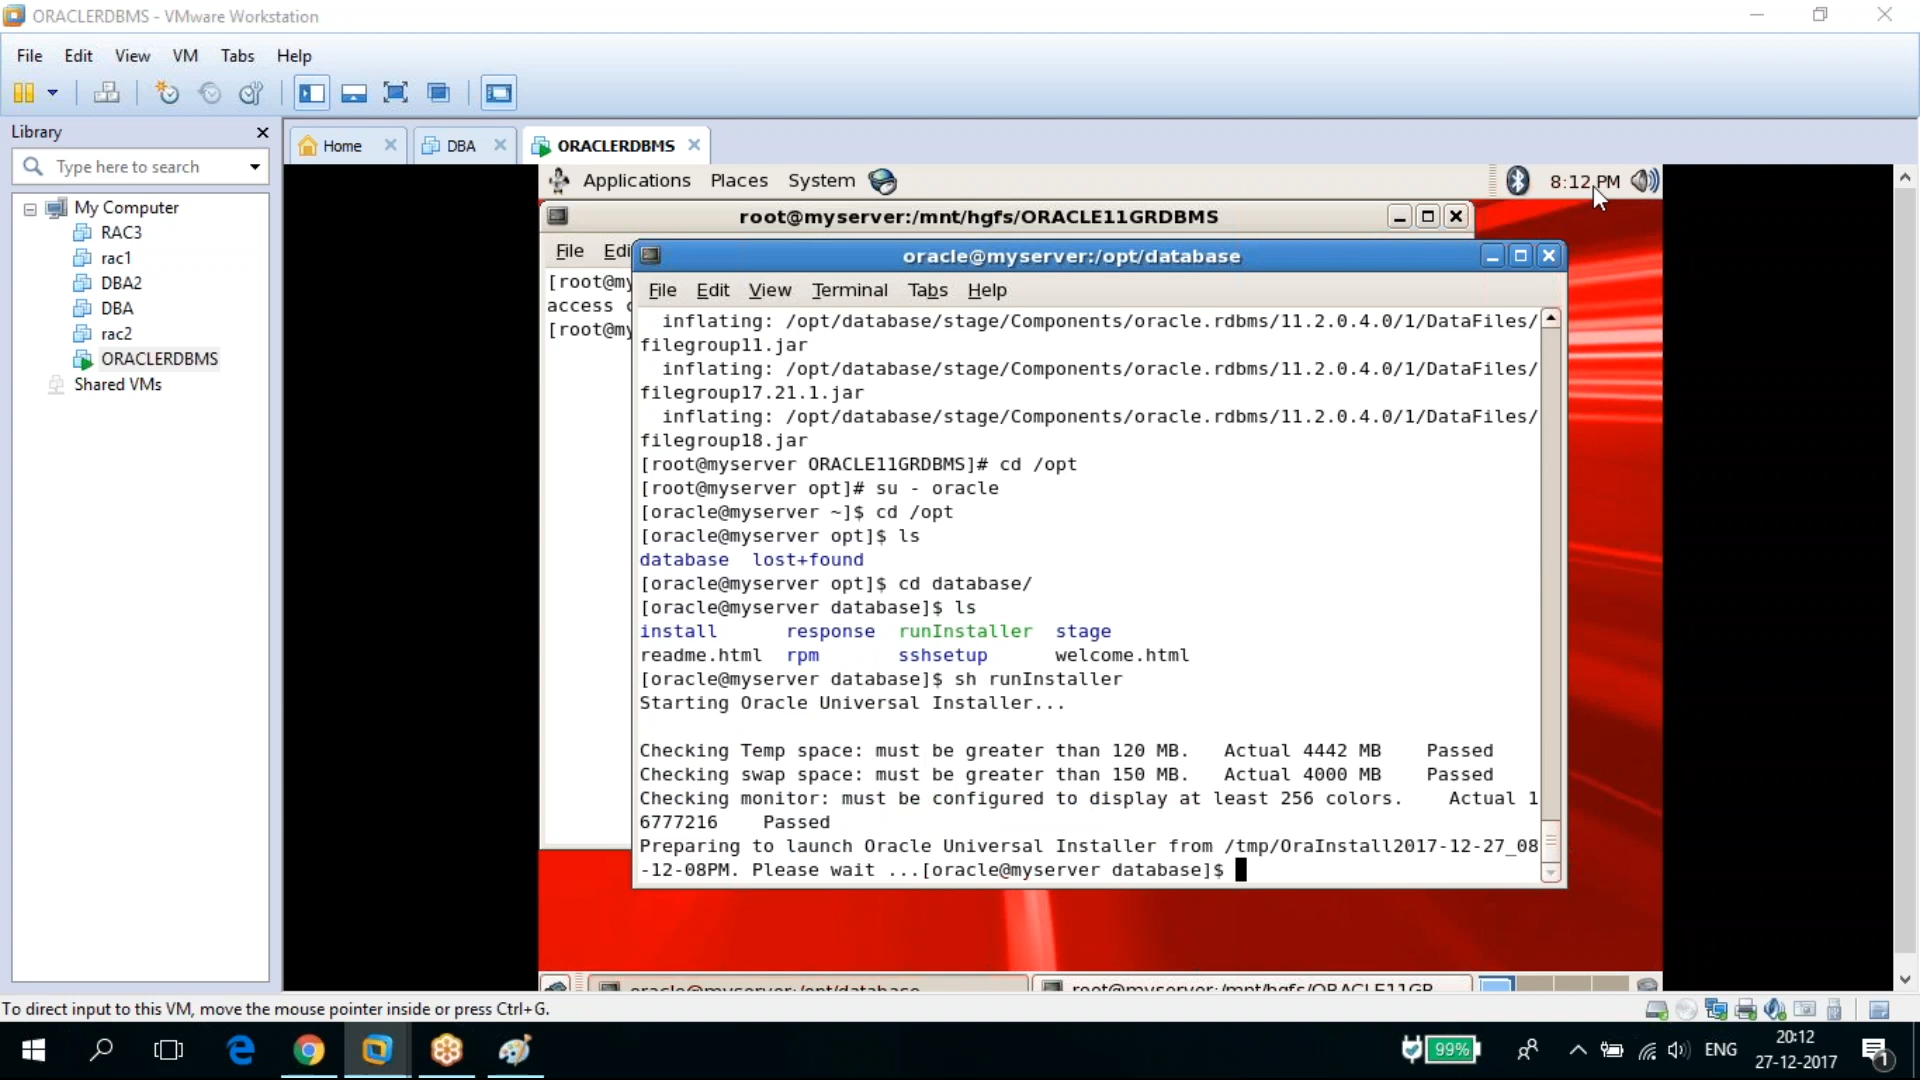 ORACLERDBMS - VMware Workstation
File Edit View VM Tabs Help
Library
Type here to search
My Computer
RAC3
rac1
DBA2
DBA
rac2
ORACLERDBMS
Shared VMs
Home
DBA
ORACLERDBMS
Applications Places System
8:12 PM
root@myserver:/mnt/hgfs/ORACLE11GRDBMS
File Edi
[root@my
access c
[root@my
oracle@myserver:/opt/database
File Edit View Terminal Tabs Help
inflating: /opt/database/stage/Components/oracle.rdbms/11.2.0.4.0/1/DataFiles/
filegroup11.jar
inflating: /opt/database/stage/Components/oracle.rdbms/11.2.0.4.0/1/DataFiles/
filegroup17.21.1.jar
inflating: /opt/database/stage/Components/oracle.rdbms/11.2.0.4.0/1/DataFiles/
filegroup18.jar
[root@myserver ORACLE11GRDBMS]# cd /opt
[root@myserver opt]# su - oracle
[oracle@myserver ~]$ cd /opt
[oracle@myserver opt]$ ls
database lost+found
[oracle@myserver opt]$ cd database/
[oracle@myserver database]$ ls
install response runInstaller stage
readme.html rpm sshsetup welcome.html
[oracle@myserver database]$ sh runInstaller
Starting Oracle Universal Installer...
Checking Temp space: must be greater than 120 MB. Actual 4442 MB Passed
Checking swap space: must be greater than 150 MB. Actual 4000 MB Passed
Checking monitor: must be configured to display at least 256 colors. Actual 1
6777216 Passed
Preparing to launch Oracle Universal Installer from /tmp/OraInstall2017-12-27_08
-12-08PM. Please wait ...[oracle@myserver database]$
oracle@myserver:/opt/database
root@myserver:/mnt/hgfs/ORACLE11GR
To direct input to this VM, move the mouse pointer inside or press Ctrl+G.
99%
ENG
20:12
27-12-2017
1